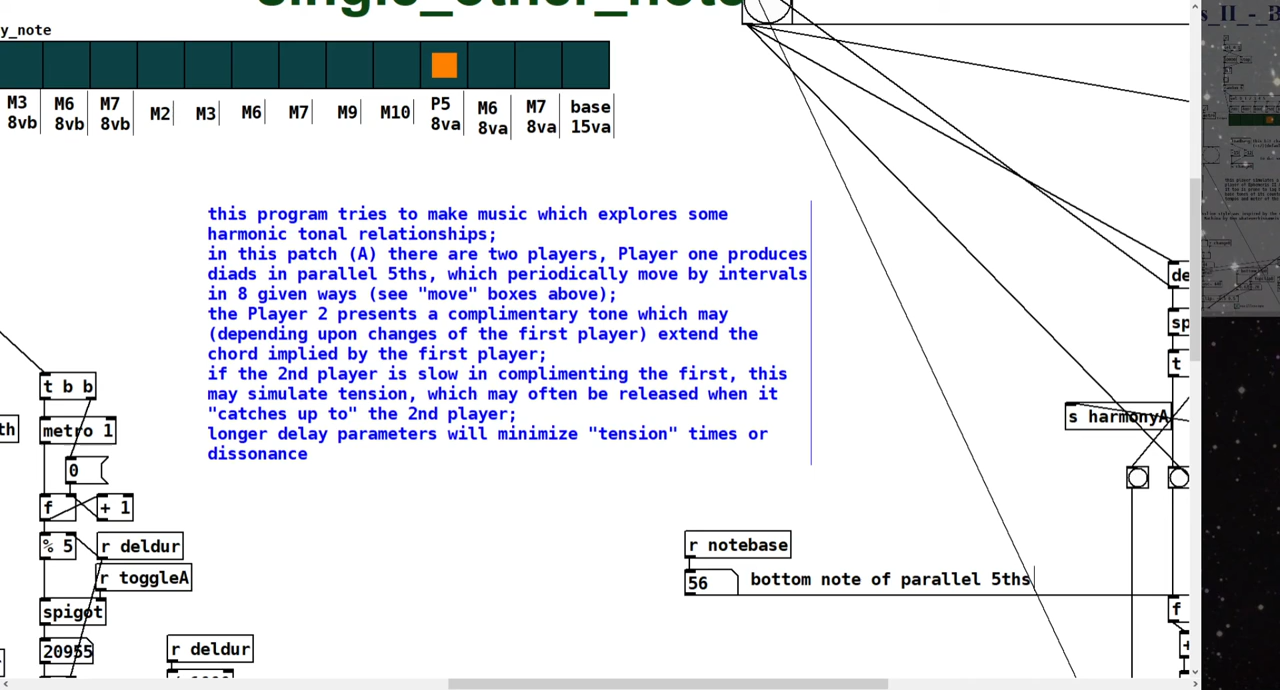 single_other_note
y_note
M3 8vb
M6 8vb
M7 8vb
M2
M3
M6
M7
M9
M10
P5 8va
M6 8va
M7 8va
base 15va
this program tries to make music which explores some
harmonic tonal relationships;
in this patch (A) there are two players, Player one produces
diads in parallel 5ths, which periodically move by intervals
in 8 given ways (see "move" boxes above);
the Player 2 presents a complimentary tone which may
(depending upon changes of the first player) extend the
chord implied by the first player;
if the 2nd player is slow in complimenting the first, this
may simulate tension, which may often be released when it
"catches up to" the 2nd player;
longer delay parameters will minimize "tension" times or
dissonance
t b b
th
metro 1
0
f
+ 1
% 5
r deldur
r toggleA
spigot
20955
r deldur
r notebase
56
bottom note of parallel 5ths
de
sp
t
s harmonyA
f
+
s_II_-_B